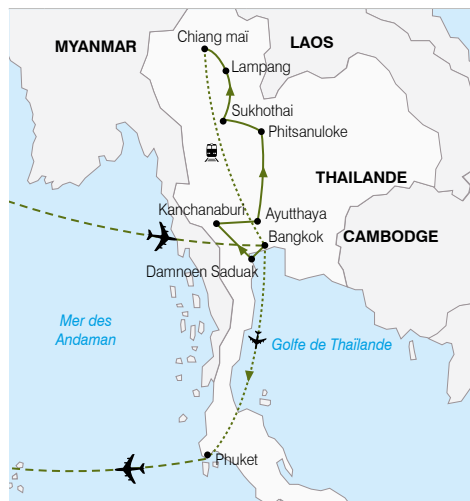 Chiang maï
MYANMAR
LAOS
Lampang
Sukhothai
Phitsanuloke
THAILANDE
Kanchanaburi
Ayutthaya
Bangkok
CAMBODGE
Damnoen Saduak
Mer des
Andaman
Golfe de Thaïlande
Phuket